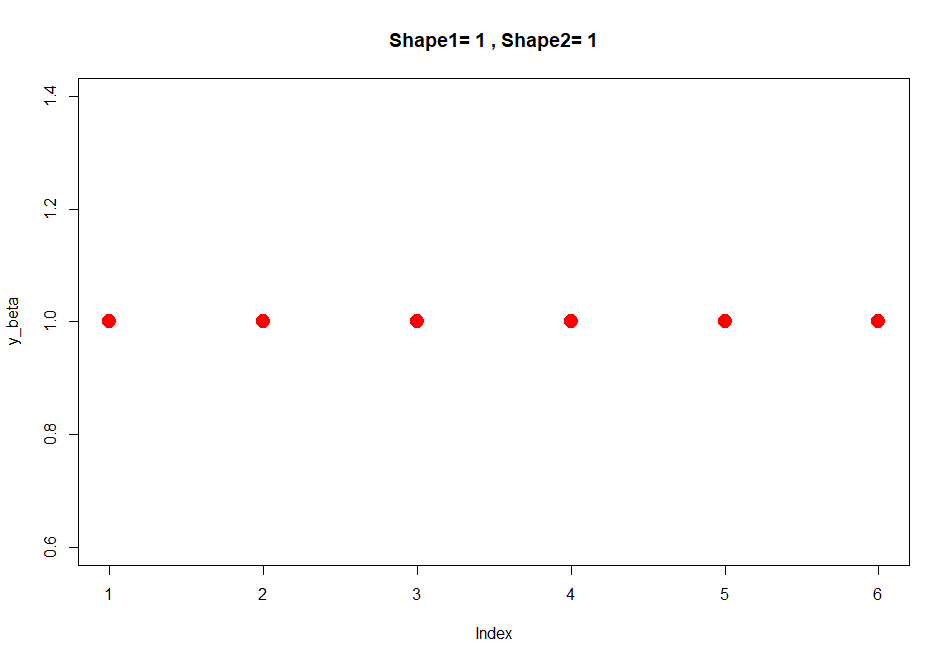 Shape1= 1 , Shape2= 1
1.4
1.2
1.0
0.8
0.6
y_beta
1 2 3 4 5 6
Index